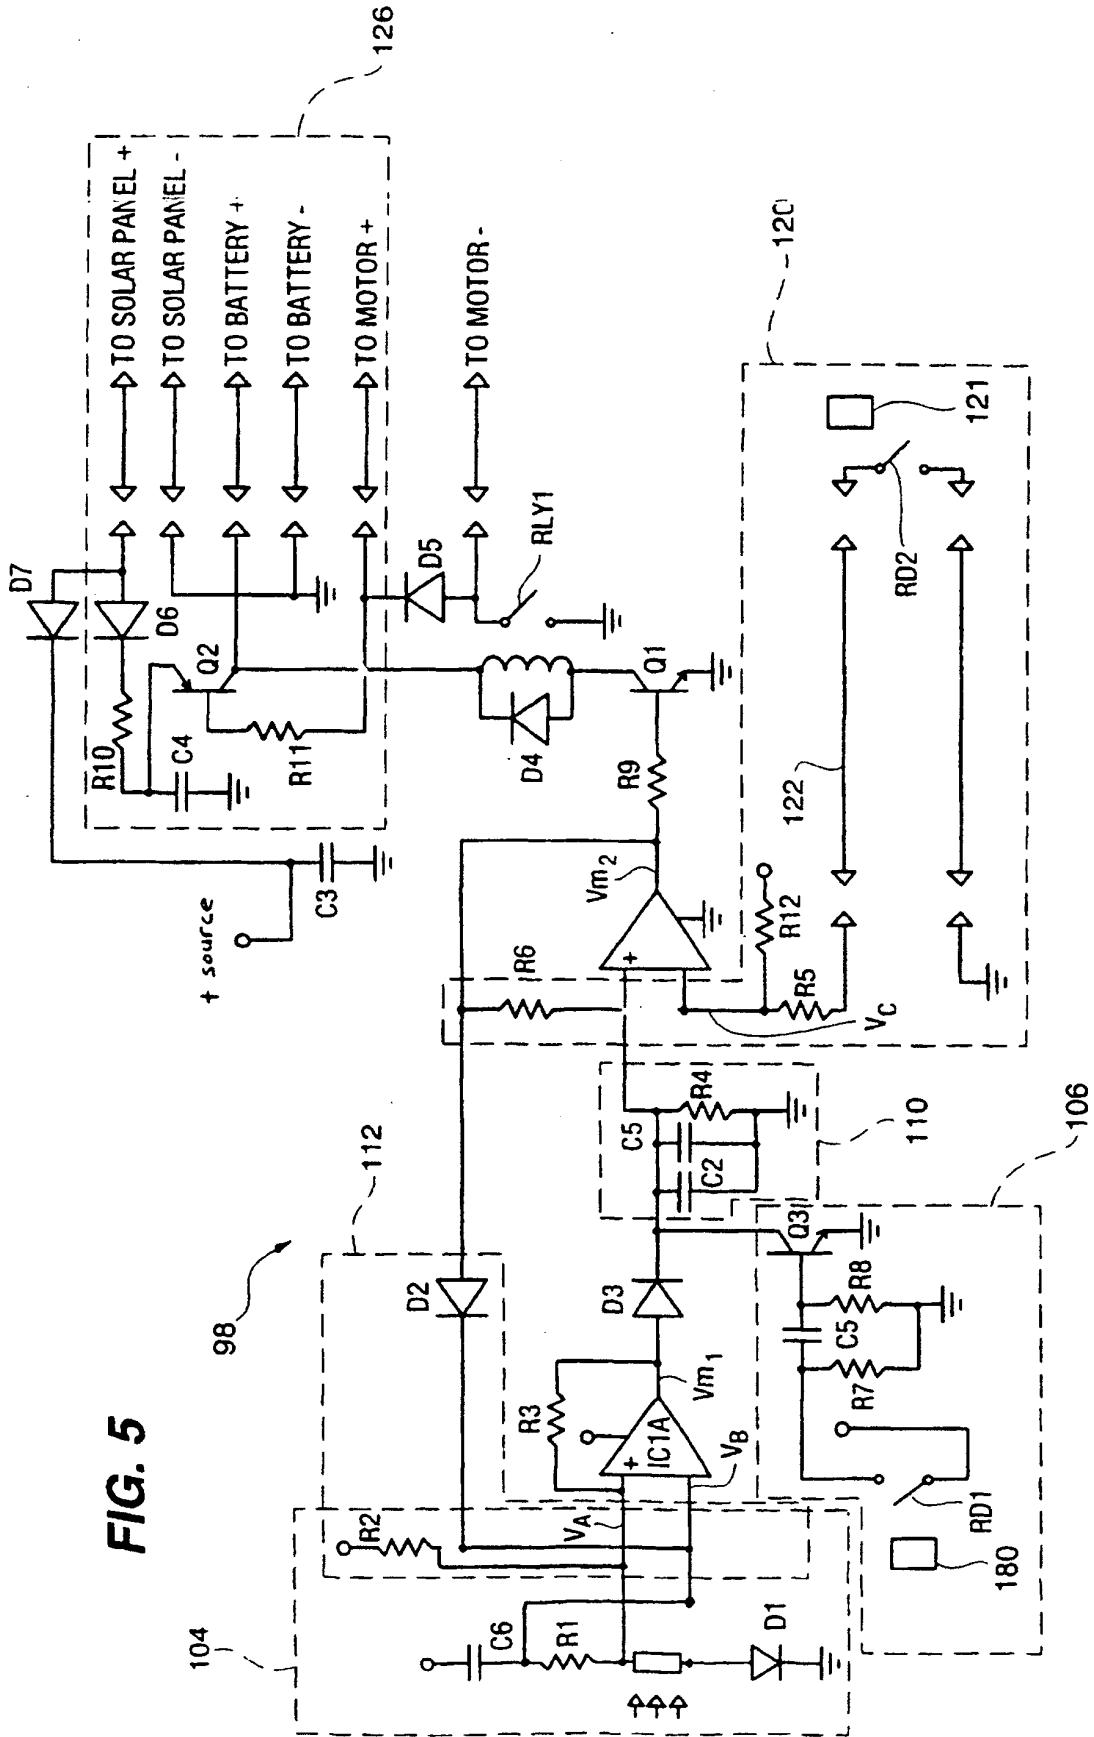 FIG. 5
98
104
112
126
D7
D6
R10
C4
Q2
R11
C3
+ source
TO SOLAR PANEL +
TO SOLAR PANEL -
TO BATTERY +
TO BATTERY -
TO MOTOR +
TO MOTOR -
D5
RLY1
D4
Q1
R9
Vm2
+
R6
R12
R5
VC
122
RD2
121
120
D2
R2
VA
R3
+
IC1A
Vm1
VB
D3
C5
C2
R4
110
C6
R1
D1
Q3
C5
R8
R7
RD1
180
106